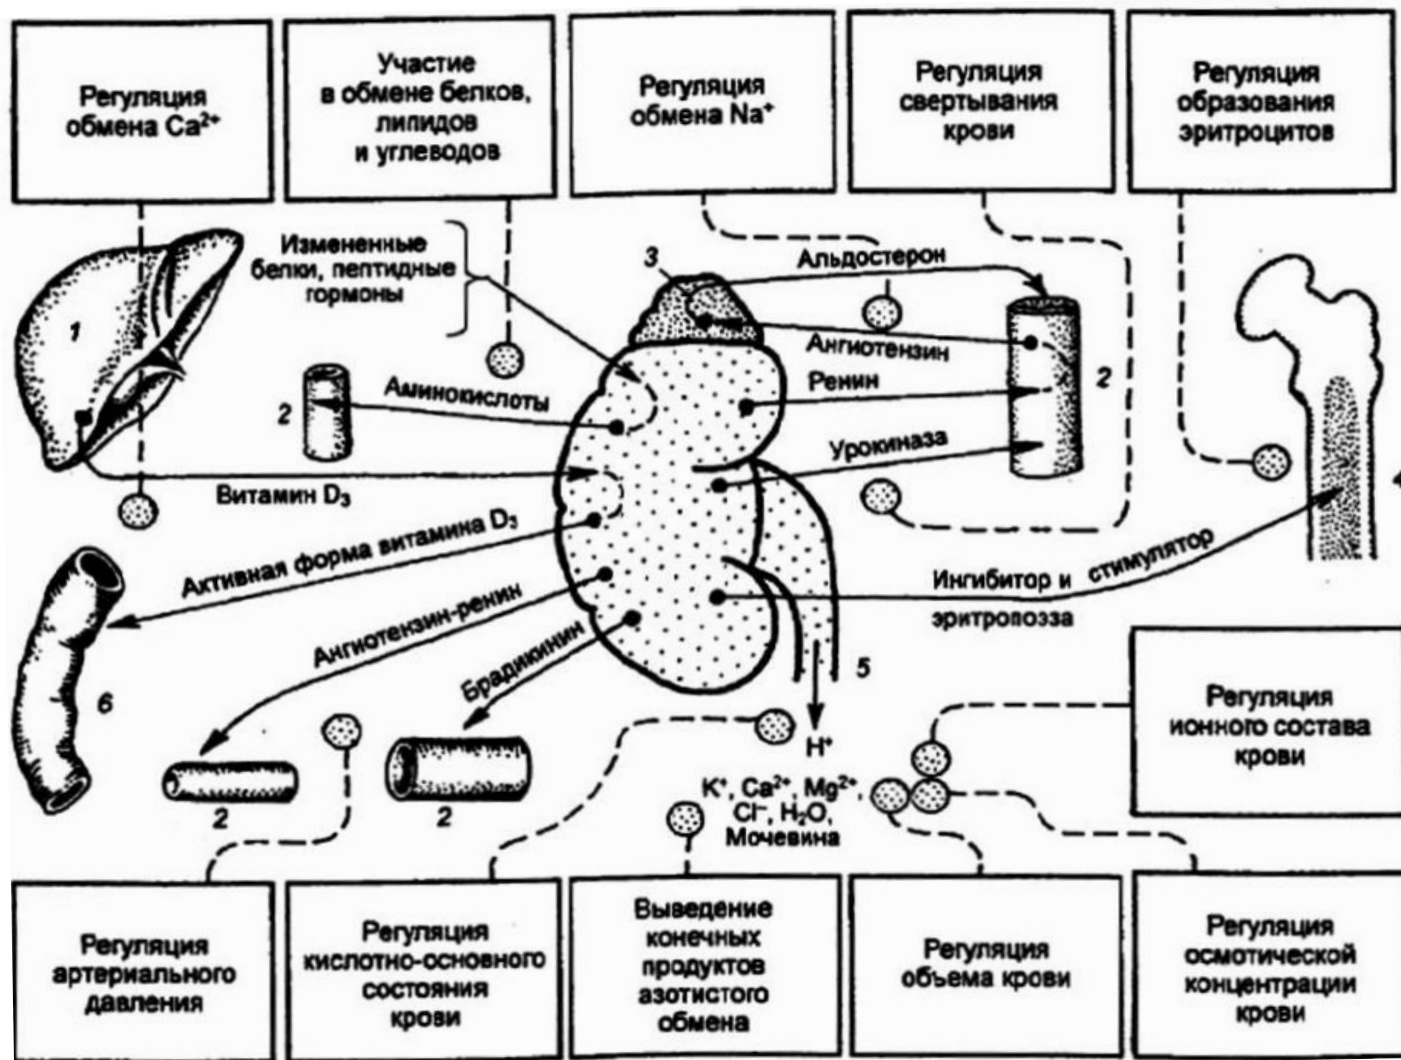 Регуляция
обмена Ca²⁺
Участие
в обмене белков,
липидов
и углеводов
Регуляция
обмена Na⁺
Регуляция
свертывания
крови
Регуляция
образования
эритроцитов
Измененные
белки, пептидные
гормоны
3
Альдостерон
1
Ангиотензин
2
Аминокислоты
Ренин
2
Урокиназа
Витамин D₃
4
Активная форма витамина D₃
Ингибитор и стимулятор
эритропоэза
Ангиотензин-ренин
Брадикинин
5
6
Регуляция
ионного состава
крови
H⁺
K⁺, Ca²⁺, Mg²⁺,
Cl⁻, H₂O,
Мочевина
2
2
Регуляция
артериального
давления
Регуляция
кислотно-основного
состояния
крови
Выведение
конечных
продуктов
азотистого
обмена
Регуляция
объема крови
Регуляция
осмотической
концентрации
крови